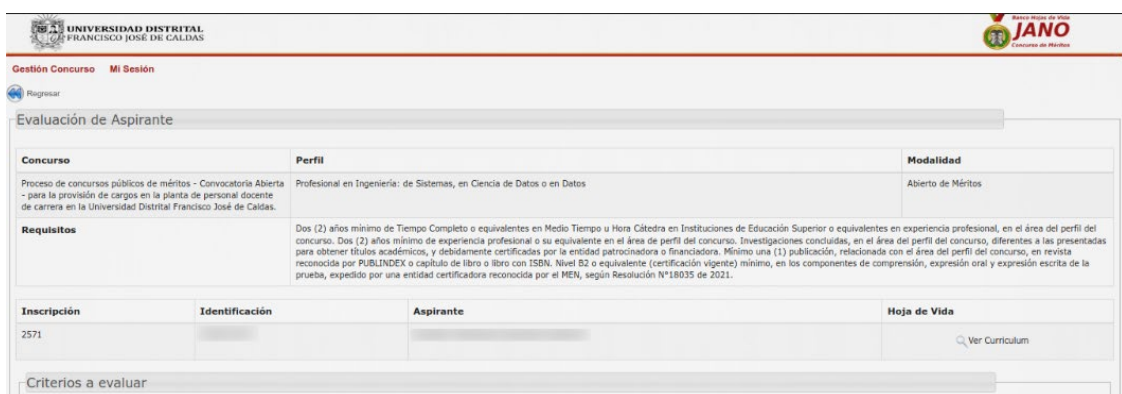 UNIVERSIDAD DISTRITAL
FRANCISCO JOSÉ DE CALDAS
Banco Hojas de Vida
JANO
Concurso de Méritos
Gestión Concurso Mi Sesión
Regresar
Evaluación de Aspirante
Concurso Perfil Modalidad
Proceso de concursos públicos de méritos - Convocatoria Abierta
- para la provisión de cargos en la planta de personal docente
de carrera en la Universidad Distrital Francisco José de Caldas.
Profesional en Ingeniería: de Sistemas, en Ciencia de Datos o en Datos
Abierto de Méritos
Requisitos
Dos (2) años mínimo de Tiempo Completo o equivalentes en Medio Tiempo u Hora Cátedra en Instituciones de Educación Superior o equivalentes en experiencia profesional, en el área del perfil del
concurso. Dos (2) años mínimo de experiencia profesional o su equivalente en el área de perfil del concurso. Investigaciones concluidas, en el área del perfil del concurso, diferentes a las presentadas
para obtener títulos académicos, y debidamente certificadas por la entidad patrocinadora o financiadora. Mínimo una (1) publicación, relacionada con el área del perfil del concurso, en revista
reconocida por PUBLINDEX o capítulo de libro o libro con ISBN. Nivel B2 o equivalente (certificación vigente) mínimo, en los componentes de comprensión, expresión oral y expresión escrita de la
prueba, expedido por una entidad certificadora reconocida por el MEN, según Resolución N°18035 de 2021.
Inscripción Identificación Aspirante Hoja de Vida
2571
Ver Curriculum
Criterios a evaluar